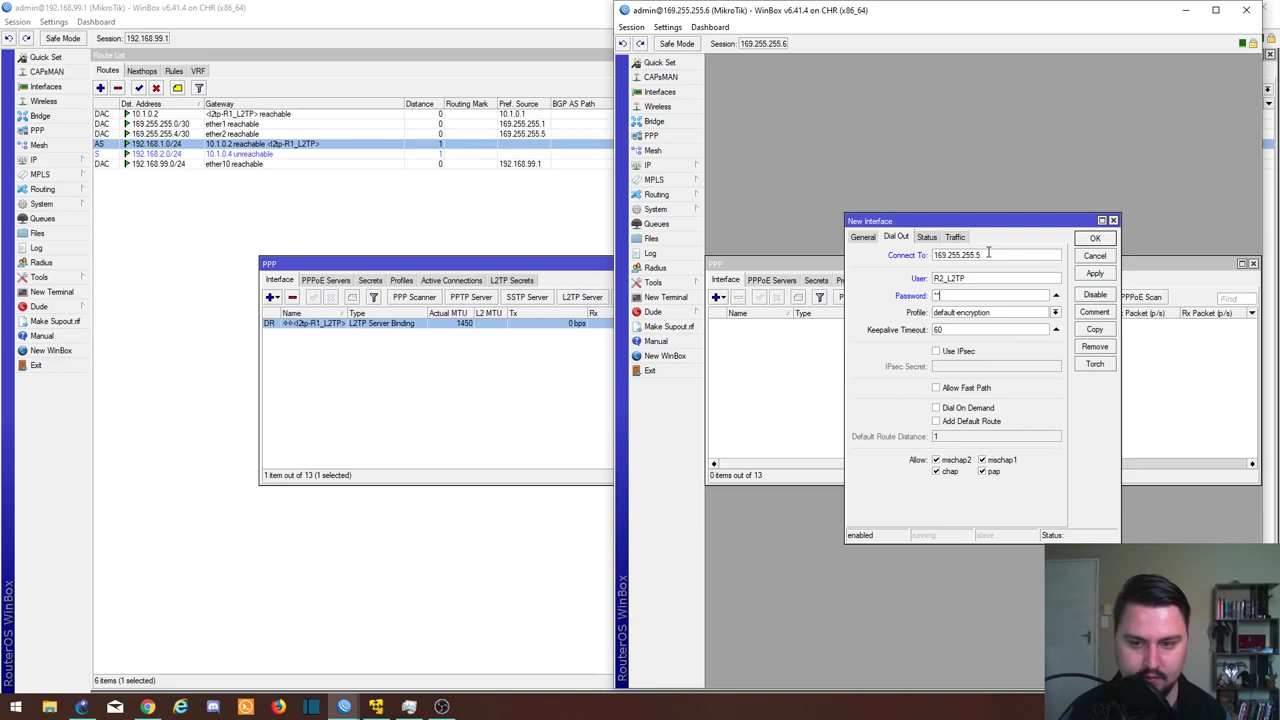 admin@192.168.99.1 (MikroTik) - WinBox v6.41.4 on CHR (x86_64)
Session Settings Dashboard
Safe Mode Session: 192.168.99.1
Quick Set
CAPsMAN
Interfaces
Wireless
Bridge
PPP
Mesh
IP
MPLS
Routing
System
Queues
Files
Log
Radius
Tools
New Terminal
Dude
Make Supout.rif
Manual
New WinBox
Exit
RouterOS WinBox
Route List
Routes Nexthops Rules VRF
Dst. Address Gateway Distance Routing Mark Pref. Source BGP AS Path
DAC 10.1.0.2 <l2tp-R1_L2TP> reachable 0 10.1.0.1
DAC 169.255.255.0/30 ether1 reachable 0 169.255.255.1
DAC 169.255.255.4/30 ether2 reachable 0 169.255.255.5
AS 192.168.1.0/24 10.1.0.2 reachable <l2tp-R1_L2TP> 1
S 192.168.2.0/24 10.1.0.4 unreachable 1
DAC 192.168.99.0/24 ether10 reachable 0 192.168.99.1
6 items (1 selected)
PPP
Interface PPPoE Servers Secrets Profiles Active Connections L2TP Secrets
PPP Scanner PPTP Server SSTP Server L2TP Server
Name Type Actual MTU L2 MTU Tx Rx
DR <l2tp-R1_L2TP> L2TP Server Binding 1450 0 bps
1 item out of 13 (1 selected)
admin@169.255.255.6 (MikroTik) - WinBox v6.41.4 on CHR (x86_64)
Session Settings Dashboard
Safe Mode Session: 169.255.255.6
Quick Set
CAPsMAN
Interfaces
Wireless
Bridge
PPP
Mesh
IP
MPLS
Routing
System
Queues
Files
Log
Radius
Tools
New Terminal
Dude
Make Supout.rif
Manual
New WinBox
Exit
RouterOS WinBox
PPP
Interface PPPoE Servers Secrets
PPPoE Scan Find
Name Packet (p/s) Rx Packet (p/s)
0 items out of 13
New Interface
General Dial Out Status Traffic
Connect To: 169.255.255.5
User: R2_L2TP
Password: **
Profile: default-encryption
Keepalive Timeout: 60
Use IPsec
IPsec Secret:
Allow Fast Path
Dial On Demand
Add Default Route
Default Route Distance: 1
Allow: mschap2 mschap1
chap pap
OK
Cancel
Apply
Disable
Comment
Copy
Remove
Torch
enabled running slave Status: